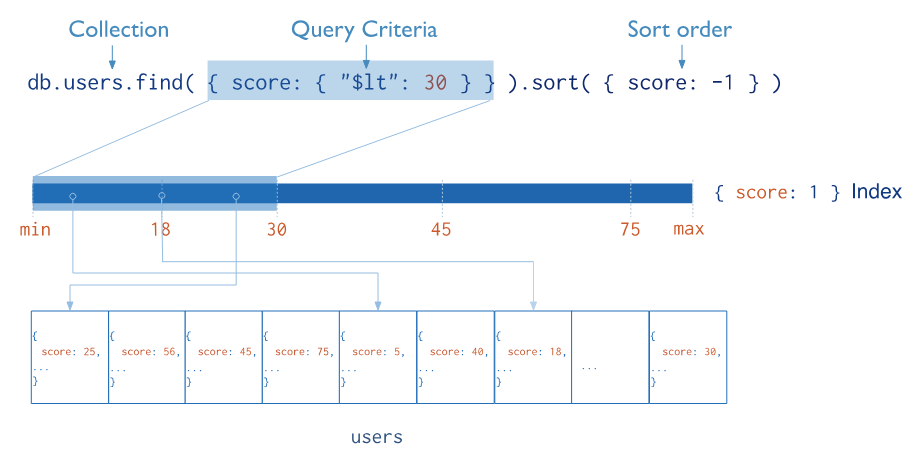 Collection Query Criteria Sort order
db.users.find( { score: { "$lt": 30 } } ).sort( { score: -1 } )
{ score: 1 } Index
min 18 30 45 75 max
{ { { { { { { {
score: 25, score: 56, score: 45, score: 75, score: 5, score: 40, score: 18, score: 30,
... ... ... ... ... ... ... ... ...
} } } } } } } }
users